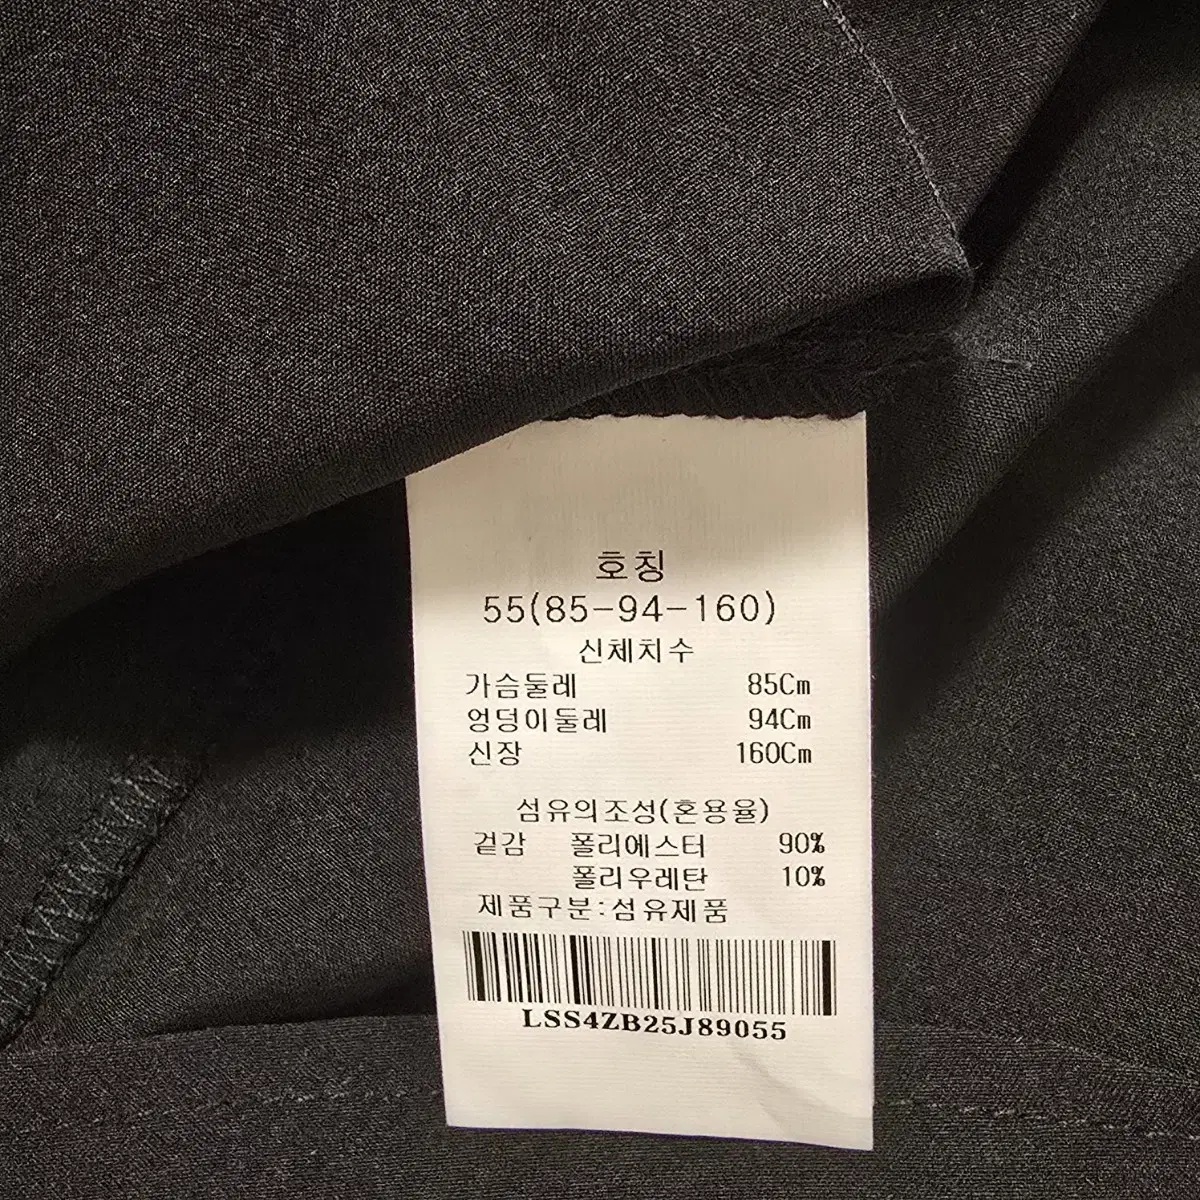 호칭
55(85-94-160)
신체치수
가슴둘레 85Cm
엉덩이둘레 94Cm
신장 160Cm
섬유의조성(혼용율)
겉감 폴리에스터 90%
폴리우레탄 10%
제품구분:섬유제품
LSS4ZB25J89055